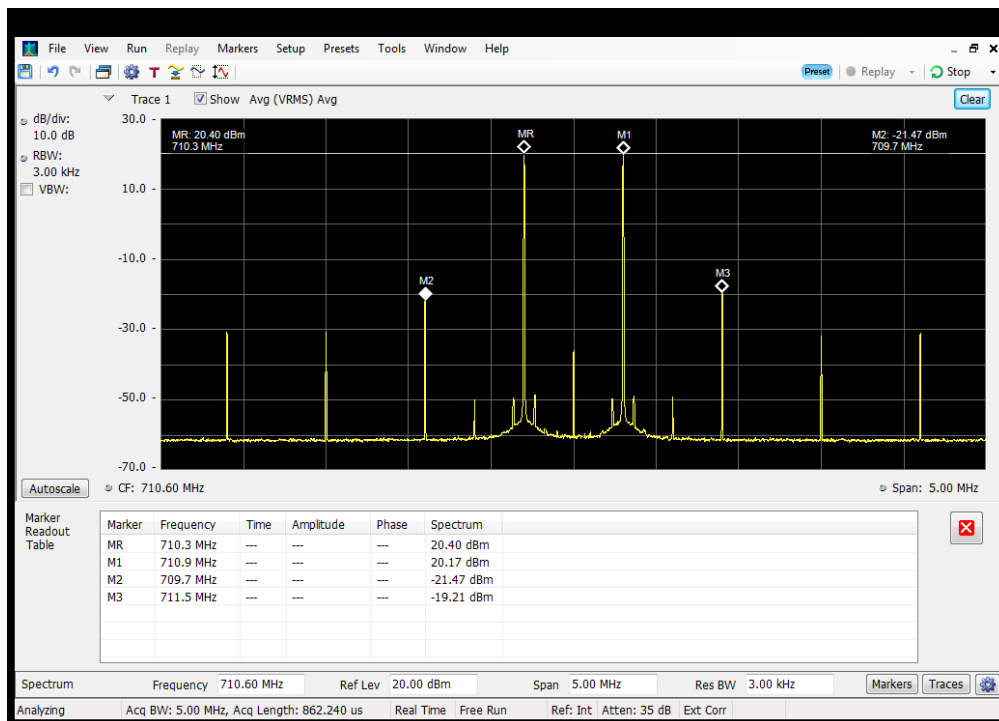 File View Run Replay Markers Setup Presets Tools Window Help
T Preset Replay Stop
Trace 1 Show Avg (VRMS) Avg Clear
dB/div:
10.0 dB
RBW:
3.00 kHz
VBW:
30.0 -
10.0 -
-10.0 -
-30.0 -
-50.0 -
-70.0 -
MR: 20.40 dBm
710.3 MHz
MR
M1
M2: -21.47 dBm
709.7 MHz
M2
M3
Autoscale CF: 710.60 MHz Span: 5.00 MHz
Marker
Readout
Table
Marker Frequency Time Amplitude Phase Spectrum
MR 710.3 MHz --- --- --- 20.40 dBm
M1 710.9 MHz --- --- --- 20.17 dBm
M2 709.7 MHz --- --- --- -21.47 dBm
M3 711.5 MHz --- --- --- -19.21 dBm
Spectrum Frequency 710.60 MHz Ref Lev 20.00 dBm Span 5.00 MHz Res BW 3.00 kHz Markers Traces
Analyzing Acq BW: 5.00 MHz, Acq Length: 862.240 us Real Time Free Run Ref: Int Atten: 35 dB Ext Corr